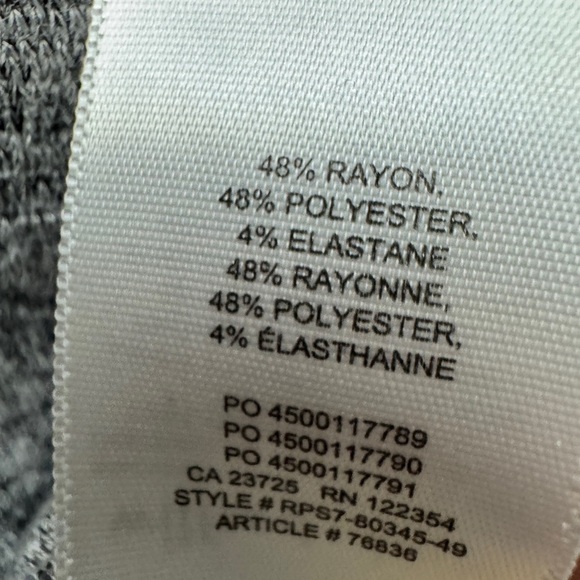 48% RAYON,
48% POLYESTER,
4% ELASTANE
48% RAYONNE,
48% POLYESTER,
4% ÉLASTHANNE
PO 4500117789
PO 4500117790
PO 4500117791
CA 23725 RN 122354
STYLE # RPS7-80345-49
ARTICLE # 76836